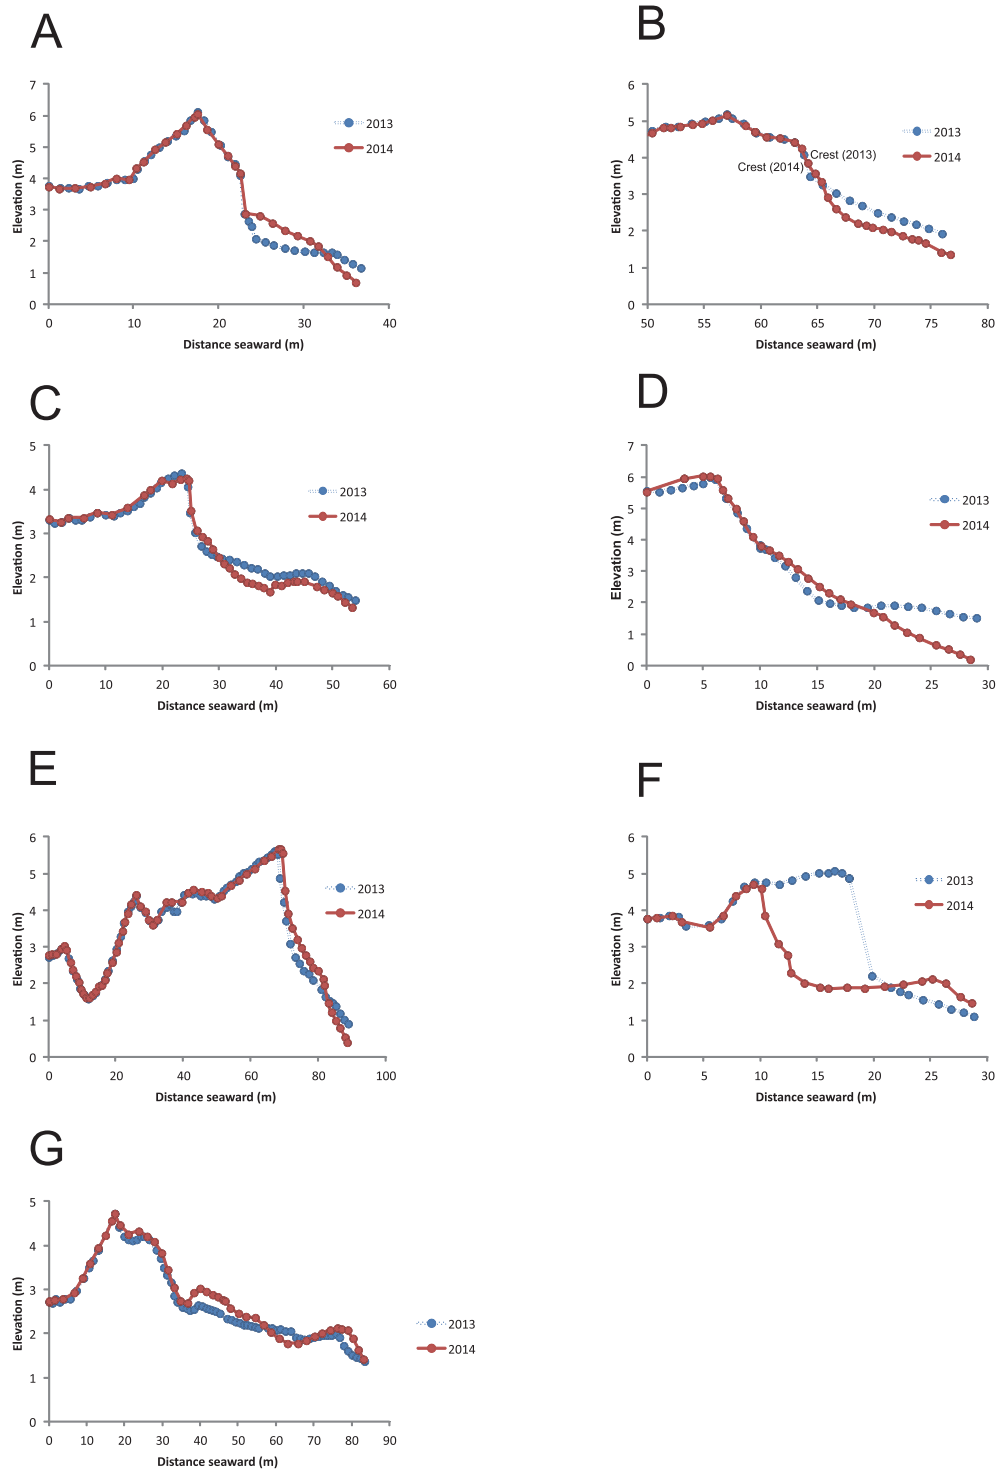 A
7
6
5
4
3
2
1
0
0 10 20 30 40
Elevation (m)
Distance seaward (m)
2013
2014
B
6
5
4
3
2
1
0
50 55 60 65 70 75 80
Elevation (m)
Distance seaward (m)
2013
2014
Crest (2013)
Crest (2014)
C
5
4
3
2
1
0
0 10 20 30 40 50 60
Elevation (m)
Distance seaward (m)
2013
2014
D
7
6
5
4
3
2
1
0
0 5 10 15 20 25 30
Elevation (m)
Distance seaward (m)
2013
2014
E
6
5
4
3
2
1
0
0 20 40 60 80 100
Elevation (m)
Distance seaward (m)
2013
2014
F
6
5
4
3
2
1
0
0 5 10 15 20 25 30
Elevation (m)
Distance seaward (m)
2013
2014
G
5
4
3
2
1
0
0 10 20 30 40 50 60 70 80 90
Elevation (m)
Distance seaward (m)
2013
2014